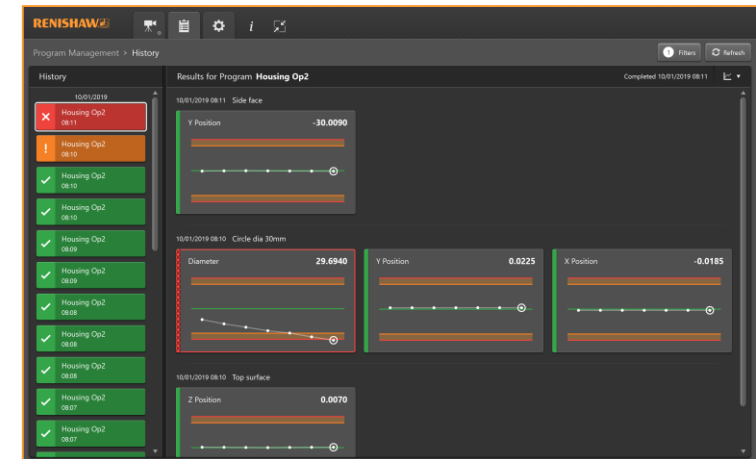 RENISHAW
i
Program Management > History
1 Filters
Refresh
History
Results for Program Housing Op2
Completed 10/01/2019 08:11
10/01/2019
Housing Op2
08:11
Housing Op2
08:10
Housing Op2
08:10
Housing Op2
08:10
Housing Op2
08:09
Housing Op2
08:09
Housing Op2
08:08
Housing Op2
08:08
Housing Op2
08:08
Housing Op2
08:07
Housing Op2
08:07
10/01/2019 08:11 Side face
Y Position -30.0090
10/01/2019 08:10 Circle dia 30mm
Diameter 29.6940
Y Position 0.0225
X Position -0.0185
10/01/2019 08:10 Top surface
Z Position 0.0070